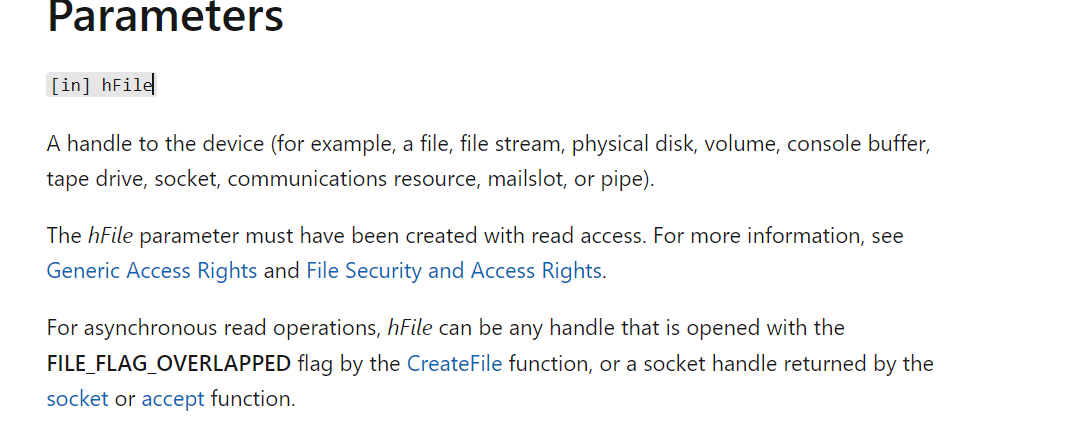 Parameters
[in] hFile
A handle to the device (for example, a file, file stream, physical disk, volume, console buffer,
tape drive, socket, communications resource, mailslot, or pipe).
The hFile parameter must have been created with read access. For more information, see
Generic Access Rights and File Security and Access Rights.
For asynchronous read operations, hFile can be any handle that is opened with the
FILE_FLAG_OVERLAPPED flag by the CreateFile function, or a socket handle returned by the
socket or accept function.